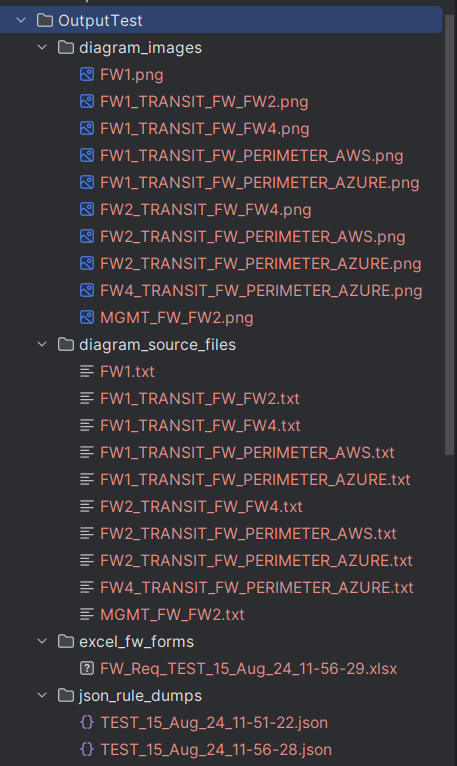 OutputTest
diagram_images
FW1.png
FW1_TRANSIT_FW_FW2.png
FW1_TRANSIT_FW_FW4.png
FW1_TRANSIT_FW_PERIMETER_AWS.png
FW1_TRANSIT_FW_PERIMETER_AZURE.png
FW2_TRANSIT_FW_FW4.png
FW2_TRANSIT_FW_PERIMETER_AWS.png
FW2_TRANSIT_FW_PERIMETER_AZURE.png
FW4_TRANSIT_FW_PERIMETER_AZURE.png
MGMT_FW_FW2.png
diagram_source_files
FW1.txt
FW1_TRANSIT_FW_FW2.txt
FW1_TRANSIT_FW_FW4.txt
FW1_TRANSIT_FW_PERIMETER_AWS.txt
FW1_TRANSIT_FW_PERIMETER_AZURE.txt
FW2_TRANSIT_FW_FW4.txt
FW2_TRANSIT_FW_PERIMETER_AWS.txt
FW2_TRANSIT_FW_PERIMETER_AZURE.txt
FW4_TRANSIT_FW_PERIMETER_AZURE.txt
MGMT_FW_FW2.txt
excel_fw_forms
FW_Req_TEST_15_Aug_24_11-56-29.xlsx
json_rule_dumps
TEST_15_Aug_24_11-51-22.json
TEST_15_Aug_24_11-56-28.json